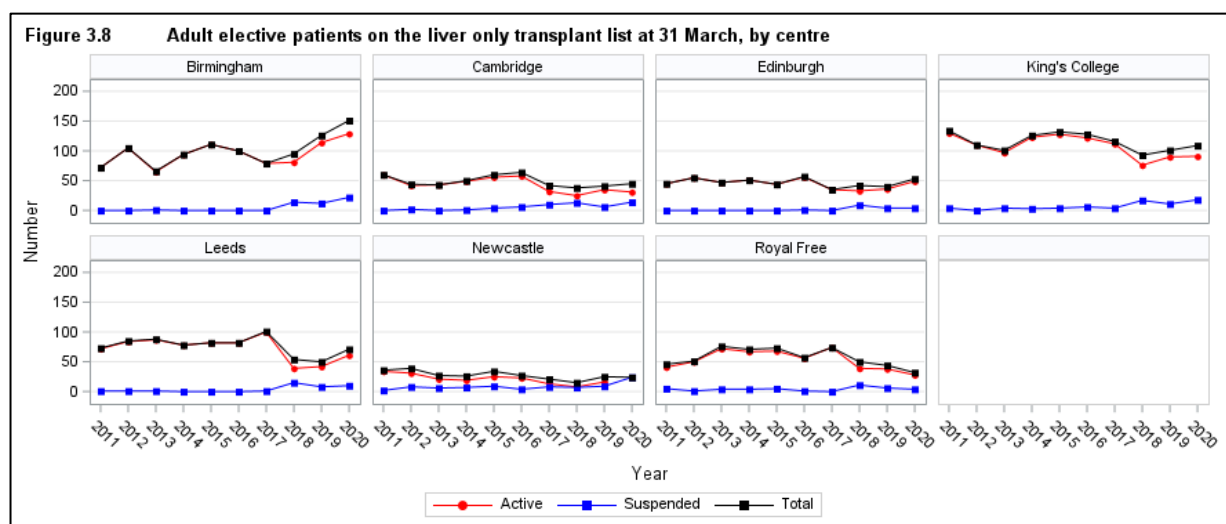 Figure 3.8 Adult elective patients on the liver only transplant list at 31 March, by centre
Birmingham Cambridge Edinburgh King's College
200
150
100
50
0
Number
Leeds Newcastle Royal Free
200
150
100
50
0
2011 2012 2013 2014 2015 2016 2017 2018 2019 2020 2011 2012 2013 2014 2015 2016 2017 2018 2019 2020 2011 2012 2013 2014 2015 2016 2017 2018 2019 2020 2011 2012 2013 2014 2015 2016 2017 2018 2019 2020
Year
Active Suspended Total